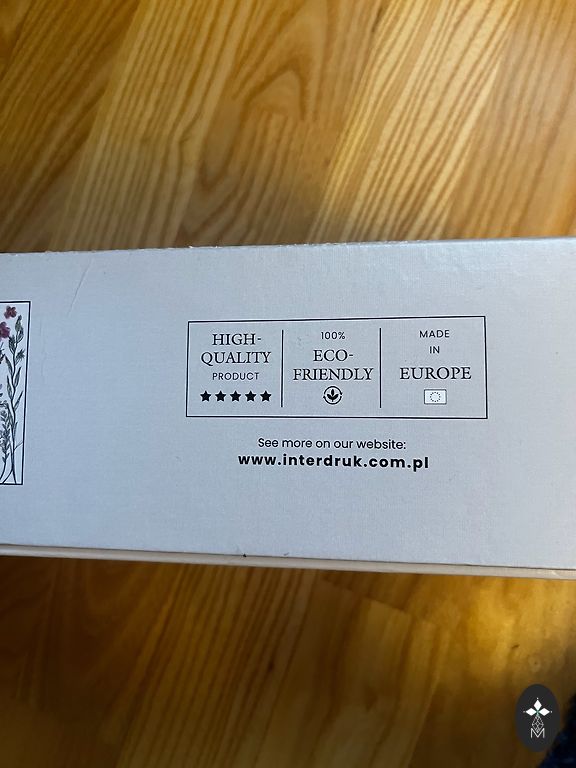 HIGH-
QUALITY
PRODUCT
100%
ECO-
FRIENDLY
MADE
IN
EUROPE
See more on our website:
www.interdruk.com.pl